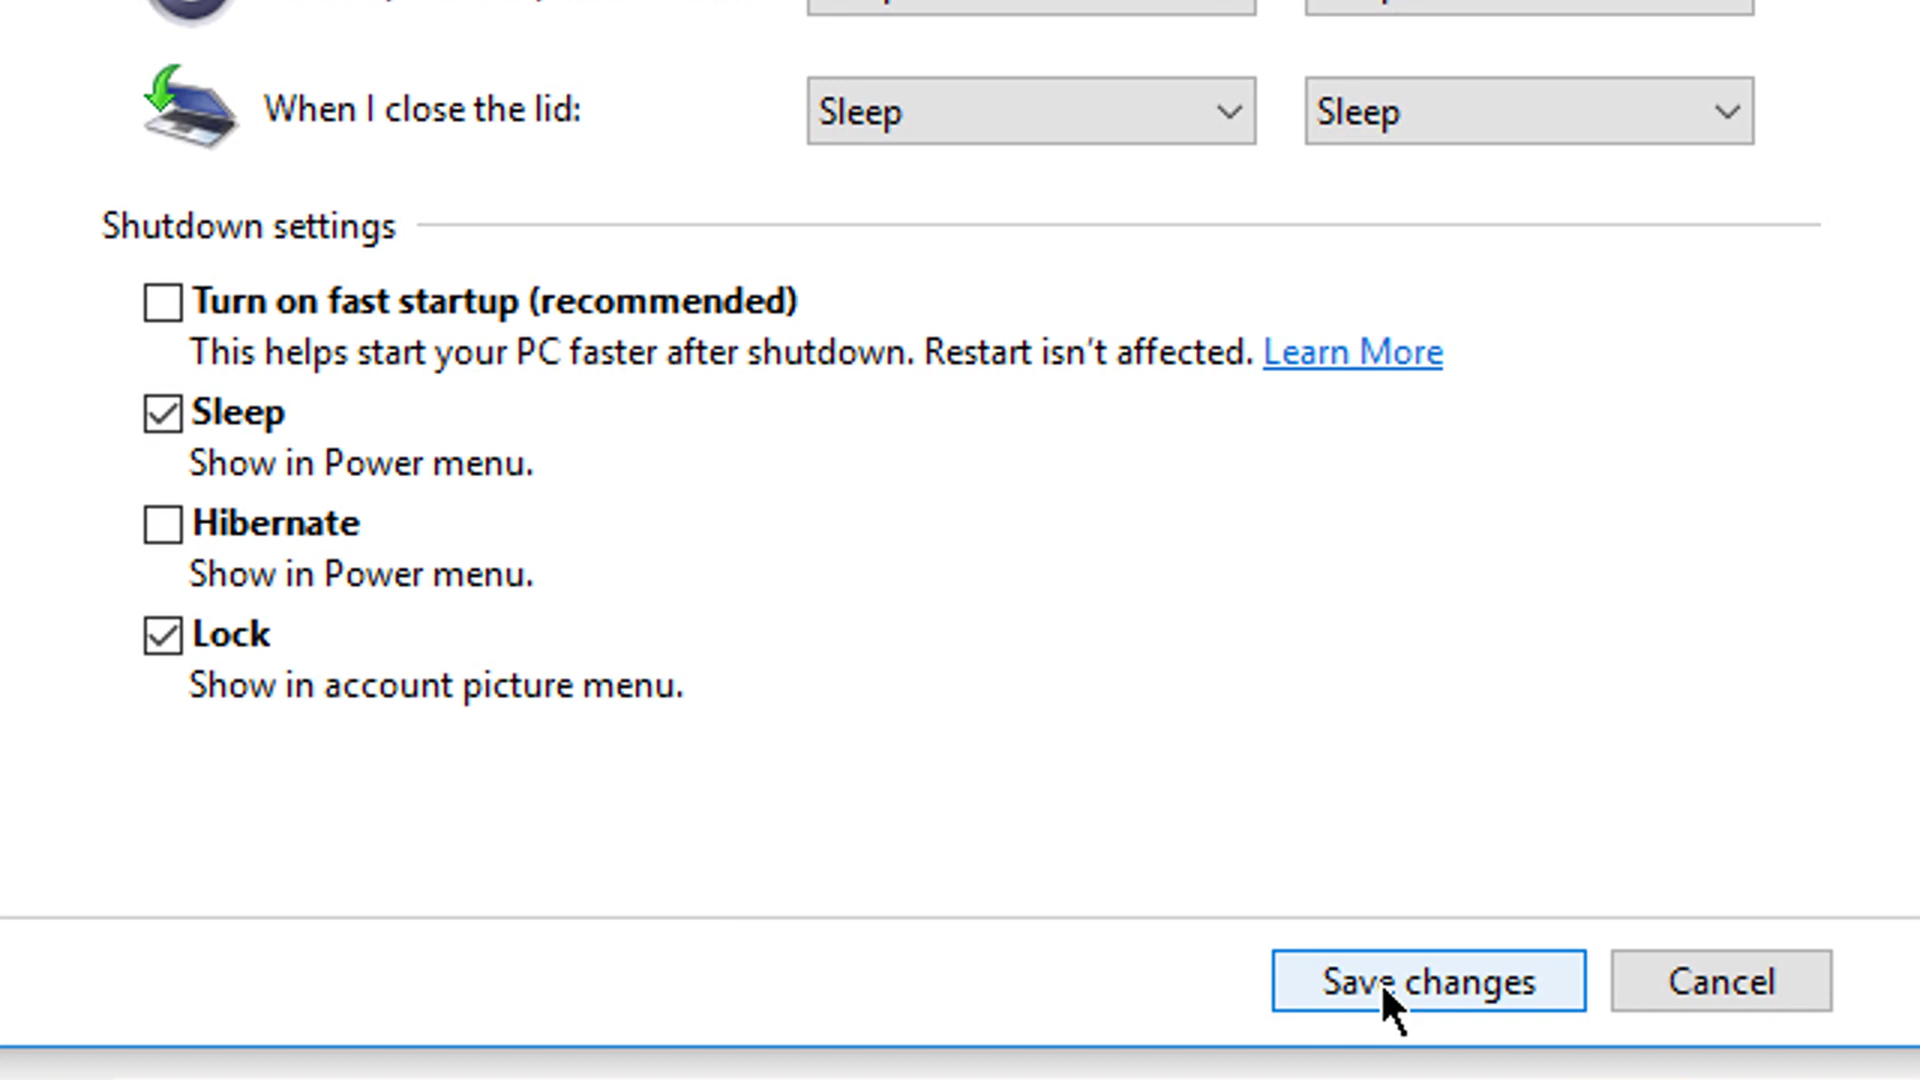 When I close the lid:
Sleep
Sleep
Shutdown settings
Turn on fast startup (recommended)
This helps start your PC faster after shutdown. Restart isn't affected. Learn More
Sleep
Show in Power menu.
Hibernate
Show in Power menu.
Lock
Show in account picture menu.
Save changes
Cancel